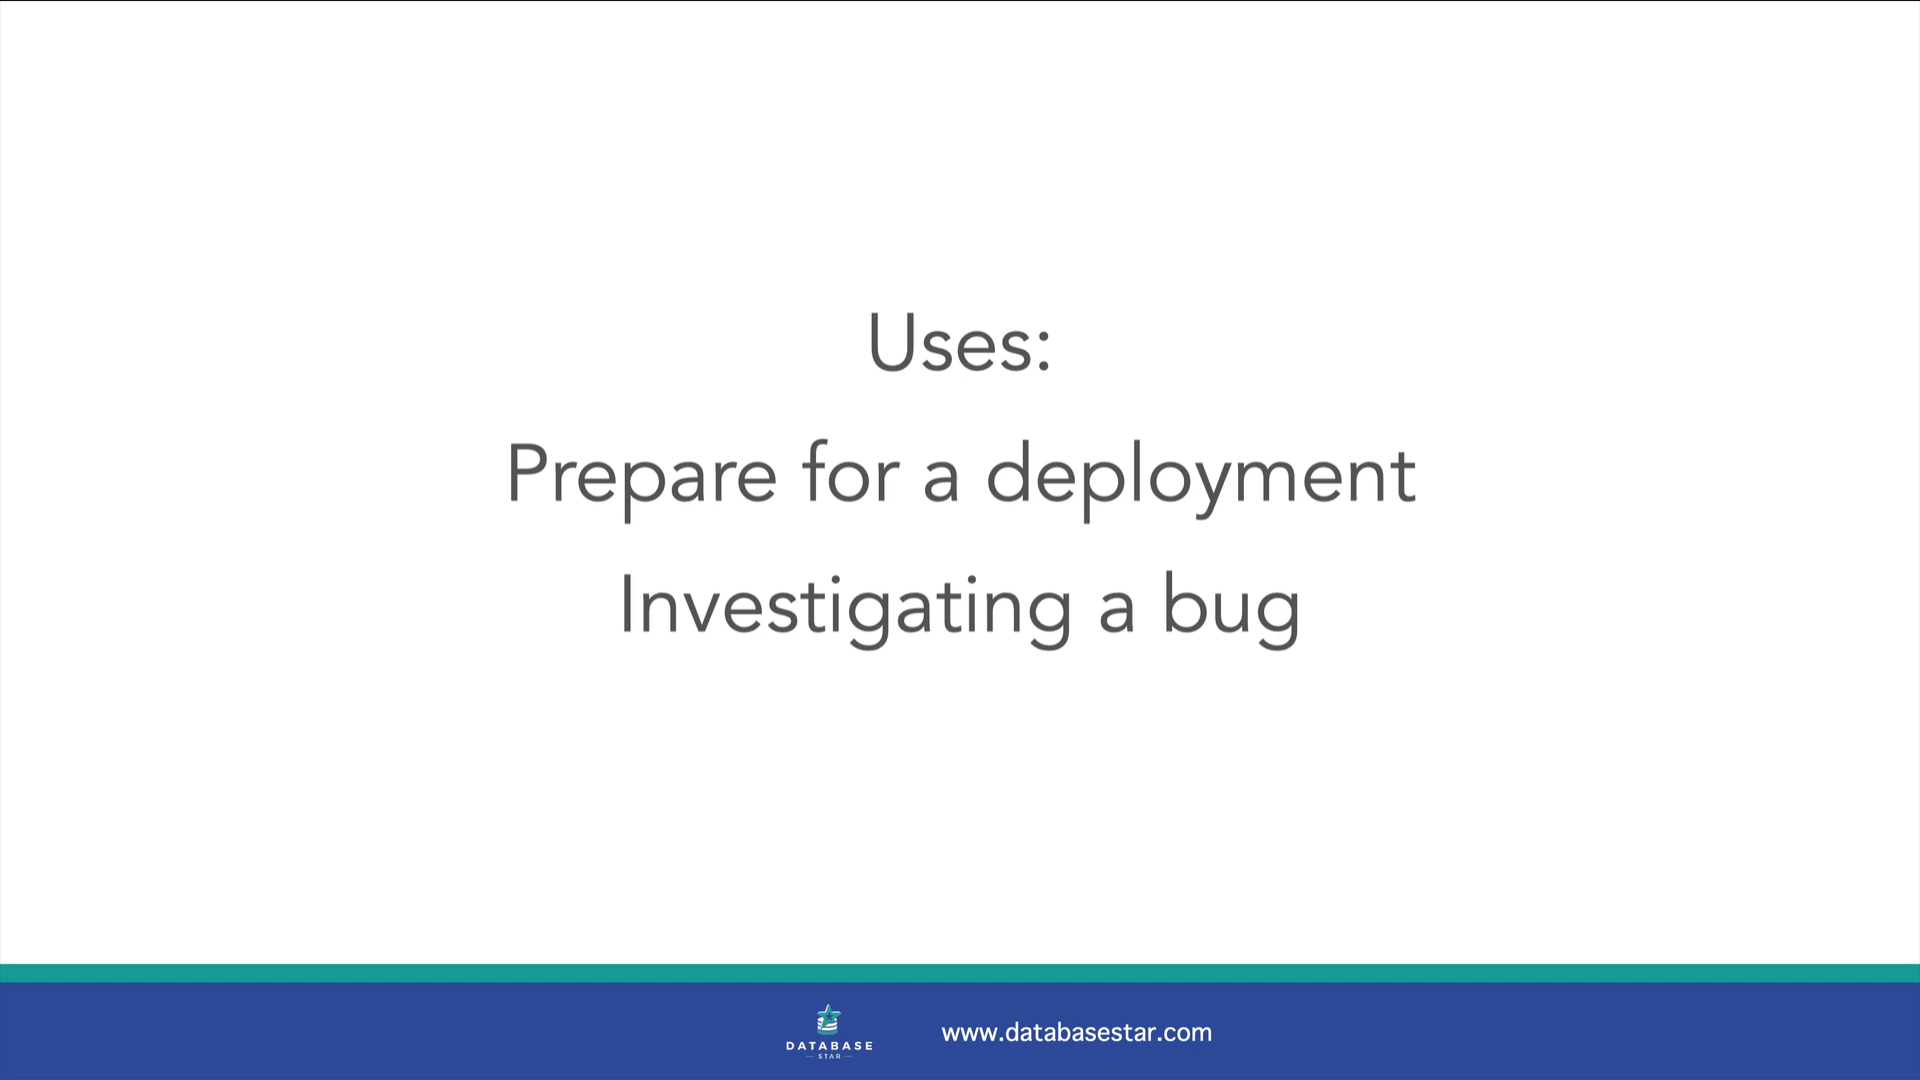 Uses:
Prepare for a deployment
Investigating a bug
DATABASE
STAR
www.databasestar.com